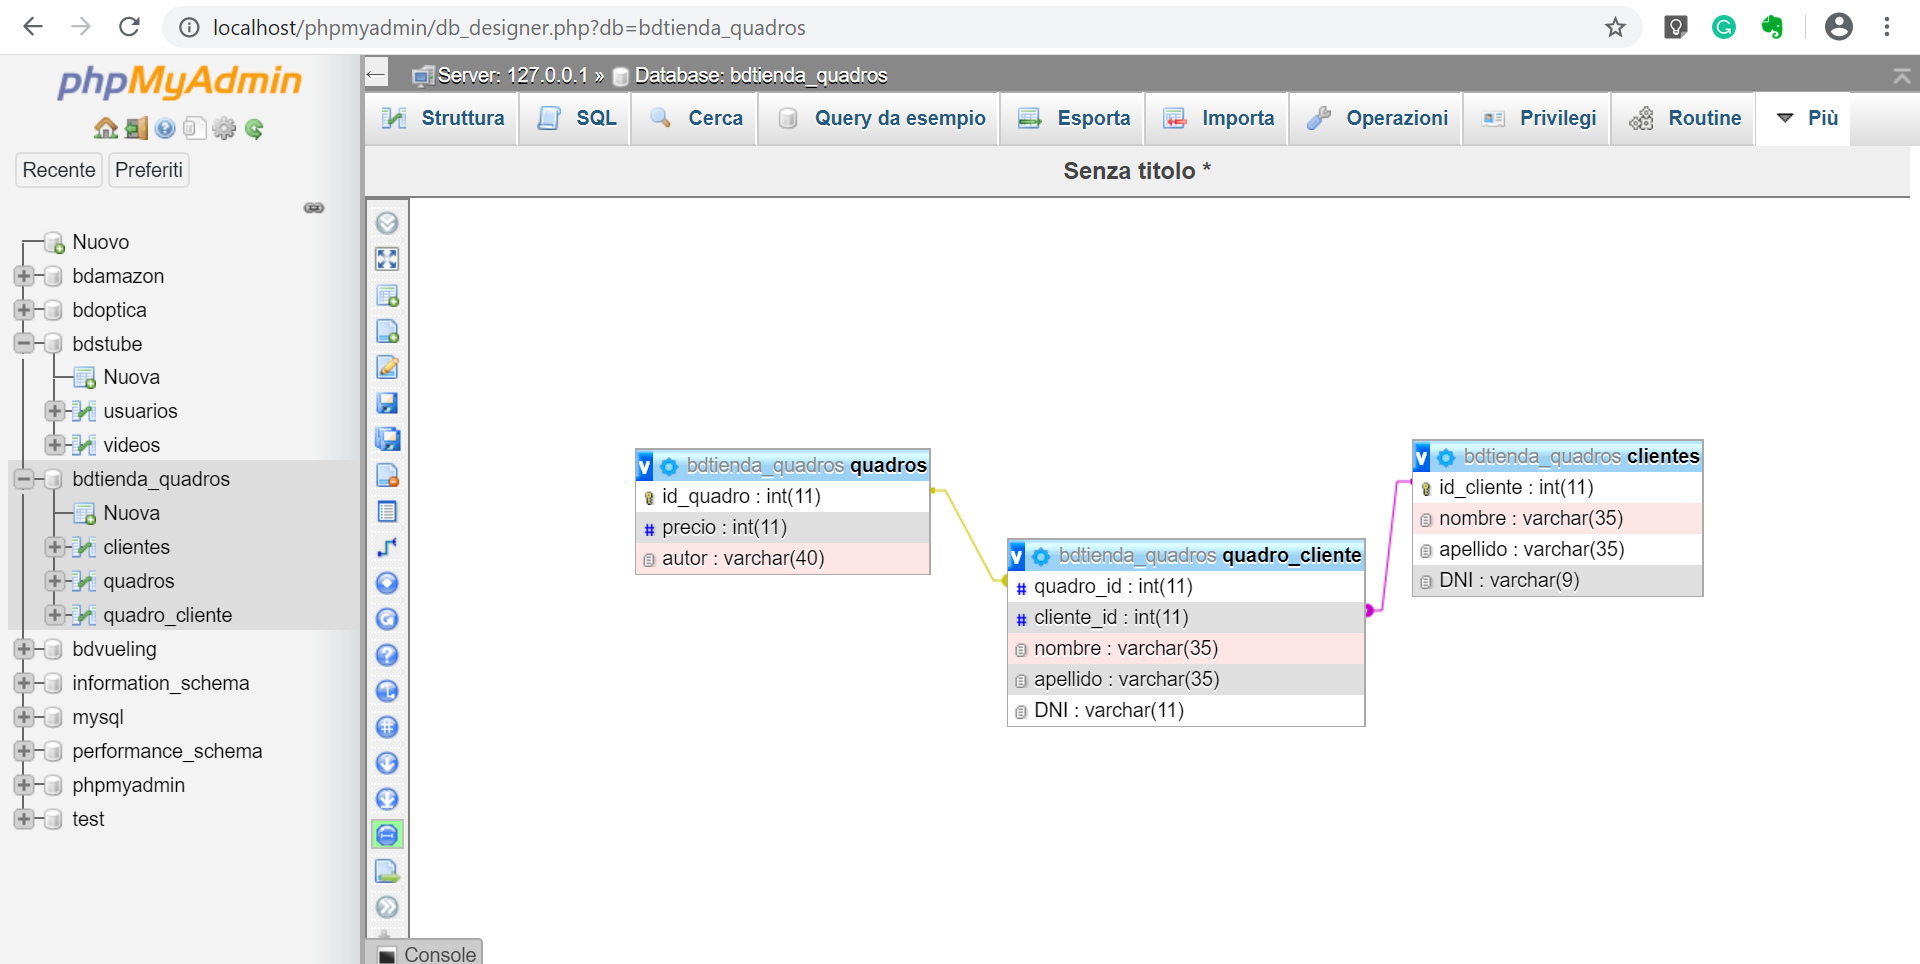 localhost/phpmyadmin/db_designer.php?db=bdtienda_quadros
phpMyAdmin
Recente Preferiti
Nuovo
bdamazon
bdoptica
bdstube
Nuova
usuarios
videos
bdtienda_quadros
Nuova
clientes
quadros
quadro_cliente
bdvueling
information_schema
mysql
performance_schema
phpmyadmin
test
Server: 127.0.0.1 » Database: bdtienda_quadros
Struttura SQL Cerca Query da esempio Esporta Importa Operazioni Privilegi Routine Più
Senza titolo *
v bdtienda_quadros quadros
id_quadro : int(11)
# precio : int(11)
autor : varchar(40)
v bdtienda_quadros quadro_cliente
# quadro_id : int(11)
# cliente_id : int(11)
nombre : varchar(35)
apellido : varchar(35)
DNI : varchar(11)
v bdtienda_quadros clientes
id_cliente : int(11)
nombre : varchar(35)
apellido : varchar(35)
DNI : varchar(9)
Console